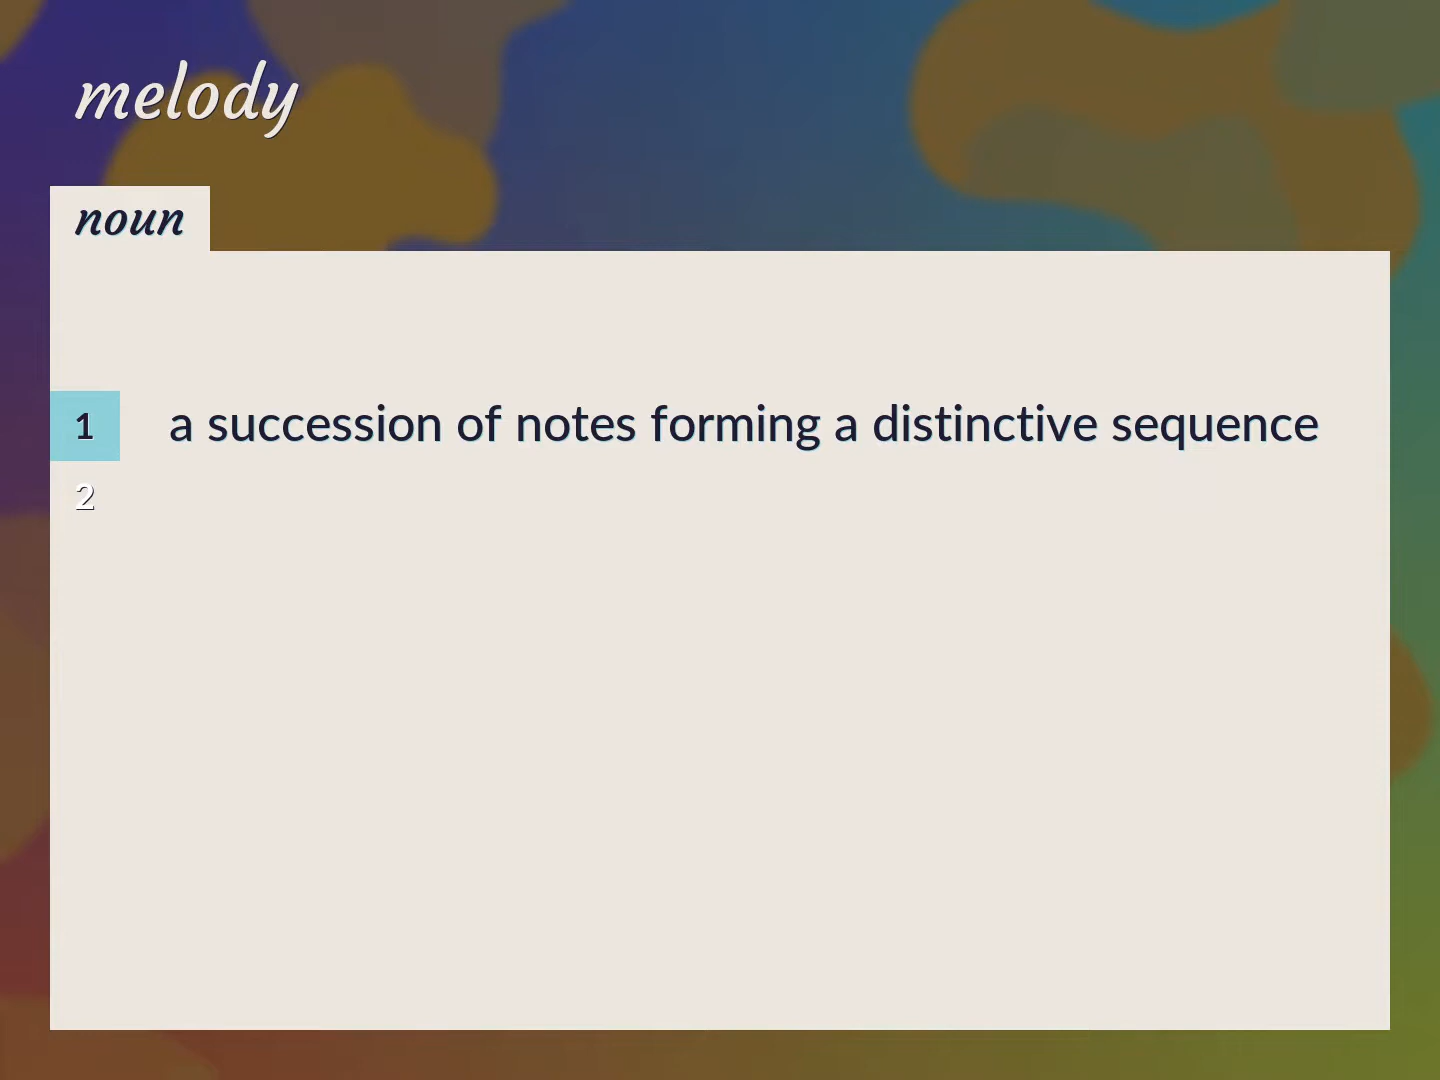 melody
noun
1 a succession of notes forming a distinctive sequence
2